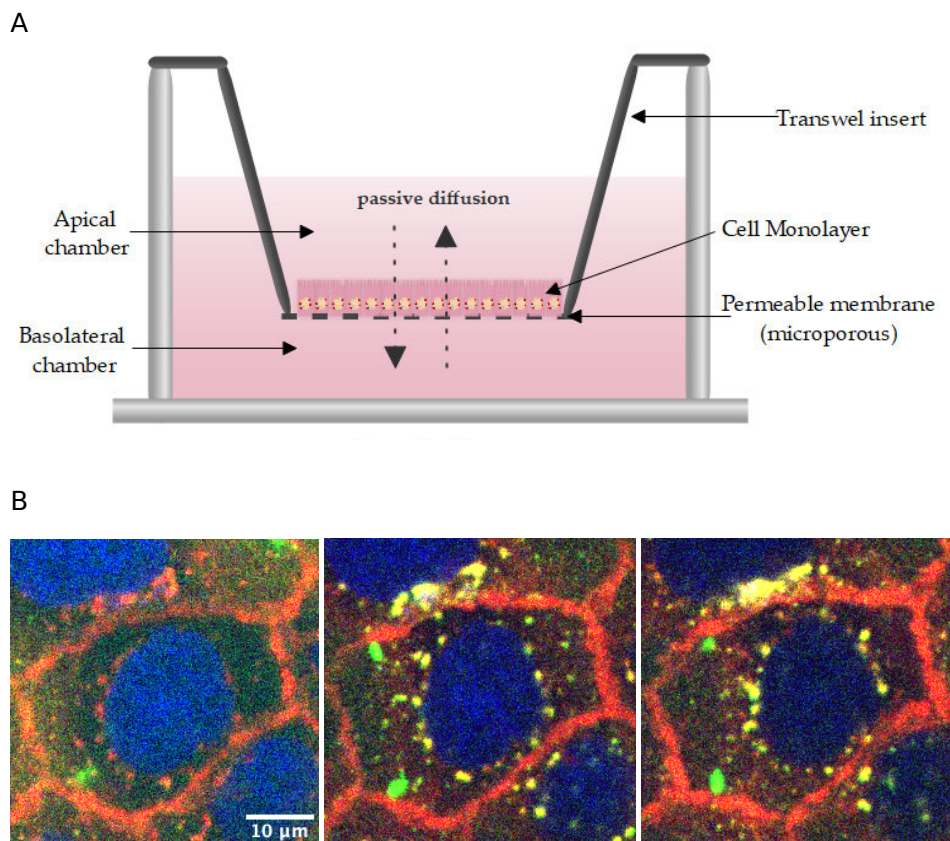 A
Transwel insert
passive diffusion
Apical
chamber
Cell Monolayer
Permeable membrane
(microporous)
Basolateral
chamber
B
10 µm